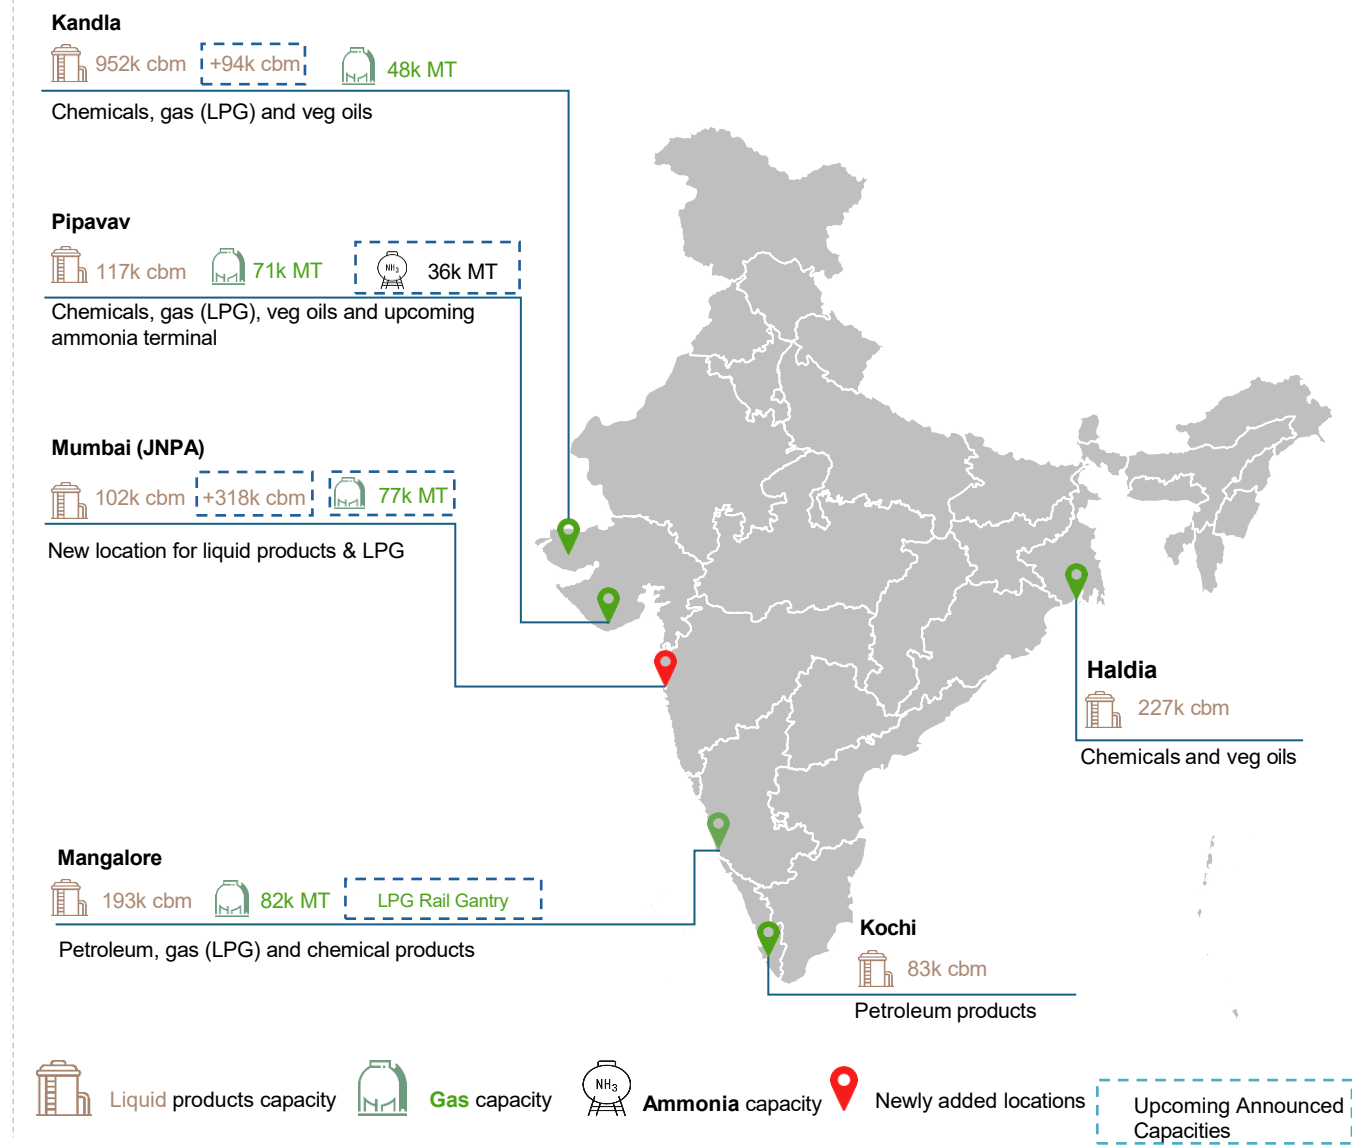 Kandla
952k cbm +94k cbm 48k MT
Chemicals, gas (LPG) and veg oils
Pipavav
117k cbm 71k MT NH3 36k MT
Chemicals, gas (LPG), veg oils and upcoming
ammonia terminal
Mumbai (JNPA)
102k cbm +318k cbm 77k MT
New location for liquid products & LPG
Haldia
227k cbm
Chemicals and veg oils
Mangalore
193k cbm 82k MT LPG Rail Gantry
Petroleum, gas (LPG) and chemical products
Kochi
83k cbm
Petroleum products
Liquid products capacity
Gas capacity
NH3 Ammonia capacity
Newly added locations
Upcoming Announced
Capacities